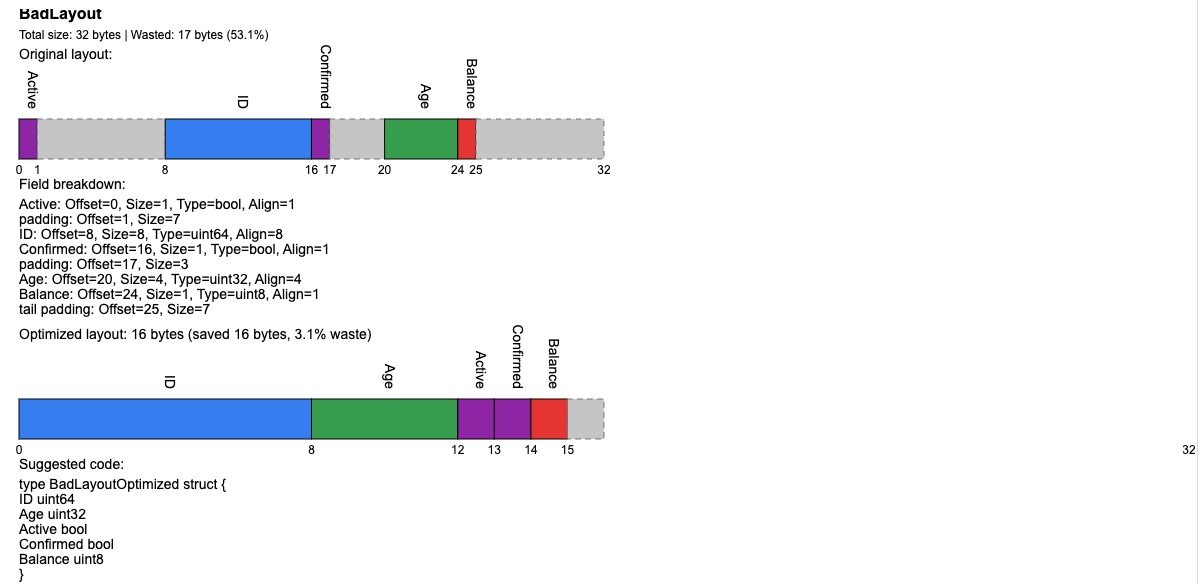 BadLayout
Total size: 32 bytes | Wasted: 17 bytes (53.1%)
Original layout:
Active
ID
Confirmed
Age
Balance
0 1 8 16 17 20 24 25 32
Field breakdown:
Active: Offset=0, Size=1, Type=bool, Align=1
padding: Offset=1, Size=7
ID: Offset=8, Size=8, Type=uint64, Align=8
Confirmed: Offset=16, Size=1, Type=bool, Align=1
padding: Offset=17, Size=3
Age: Offset=20, Size=4, Type=uint32, Align=4
Balance: Offset=24, Size=1, Type=uint8, Align=1
tail padding: Offset=25, Size=7
Optimized layout: 16 bytes (saved 16 bytes, 3.1% waste)
ID
Age
Active
Confirmed
Balance
0 8 12 13 14 15 32
Suggested code:
type BadLayoutOptimized struct {
ID uint64
Age uint32
Active bool
Confirmed bool
Balance uint8
}